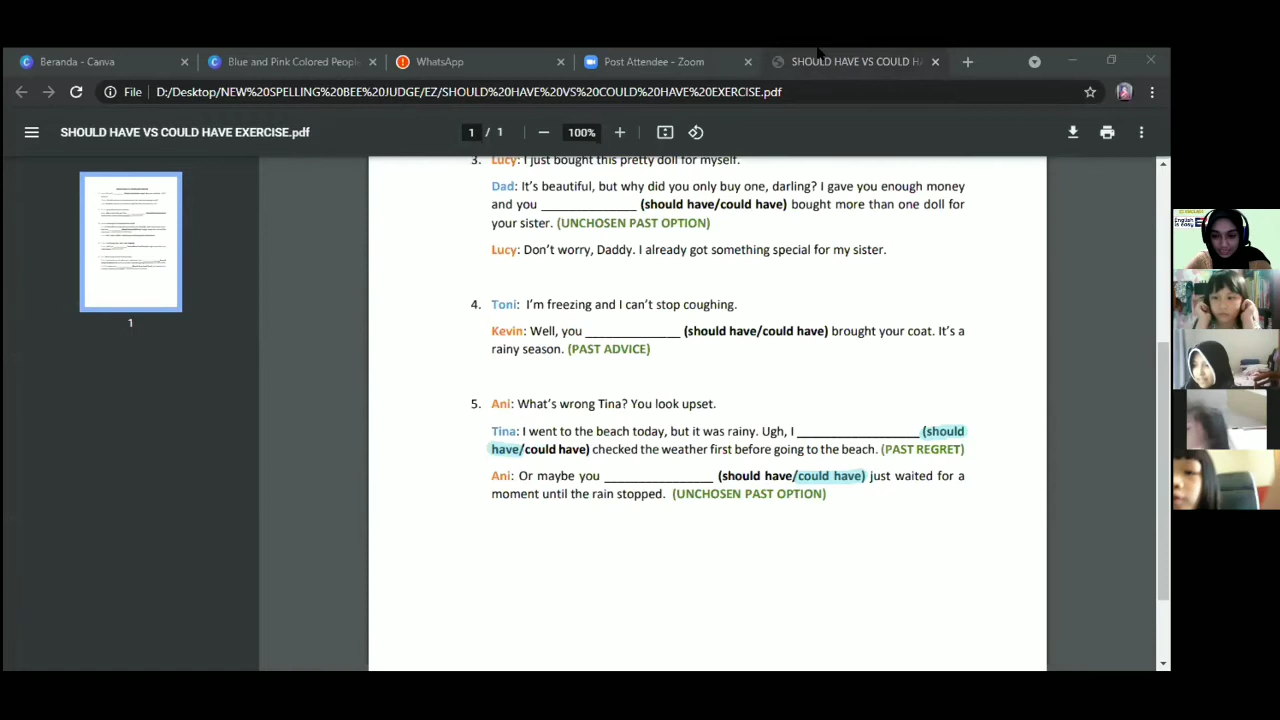 Beranda - Canva
Blue and Pink Colored People
WhatsApp
Post Attendee - Zoom
SHOULD HAVE VS COULD HA
File
D:/Desktop/NEW%20SPELLING%20BEE%20JUDGE/EZ/SHOULD%20HAVE%20VS%20COULD%20HAVE%20EXERCISE.pdf
SHOULD HAVE VS COULD HAVE EXERCISE.pdf
1 / 1
100%
1
3. Lucy: I just bought this pretty doll for myself.
Dad: It's beautiful, but why did you only buy one, darling? I gave you enough money
and you ________________ (should have/could have) bought more than one doll for
your sister. (UNCHOSEN PAST OPTION)
Lucy: Don't worry, Daddy. I already got something special for my sister.
4. Toni: I'm freezing and I can't stop coughing.
Kevin: Well, you ________________ (should have/could have) brought your coat. It's a
rainy season. (PAST ADVICE)
5. Ani: What's wrong Tina? You look upset.
Tina: I went to the beach today, but it was rainy. Ugh, I ____________________ (should
have/could have) checked the weather first before going to the beach. (PAST REGRET)
Ani: Or maybe you __________________ (should have/could have) just waited for a
moment until the rain stopped. (UNCHOSEN PAST OPTION)
English
is easy